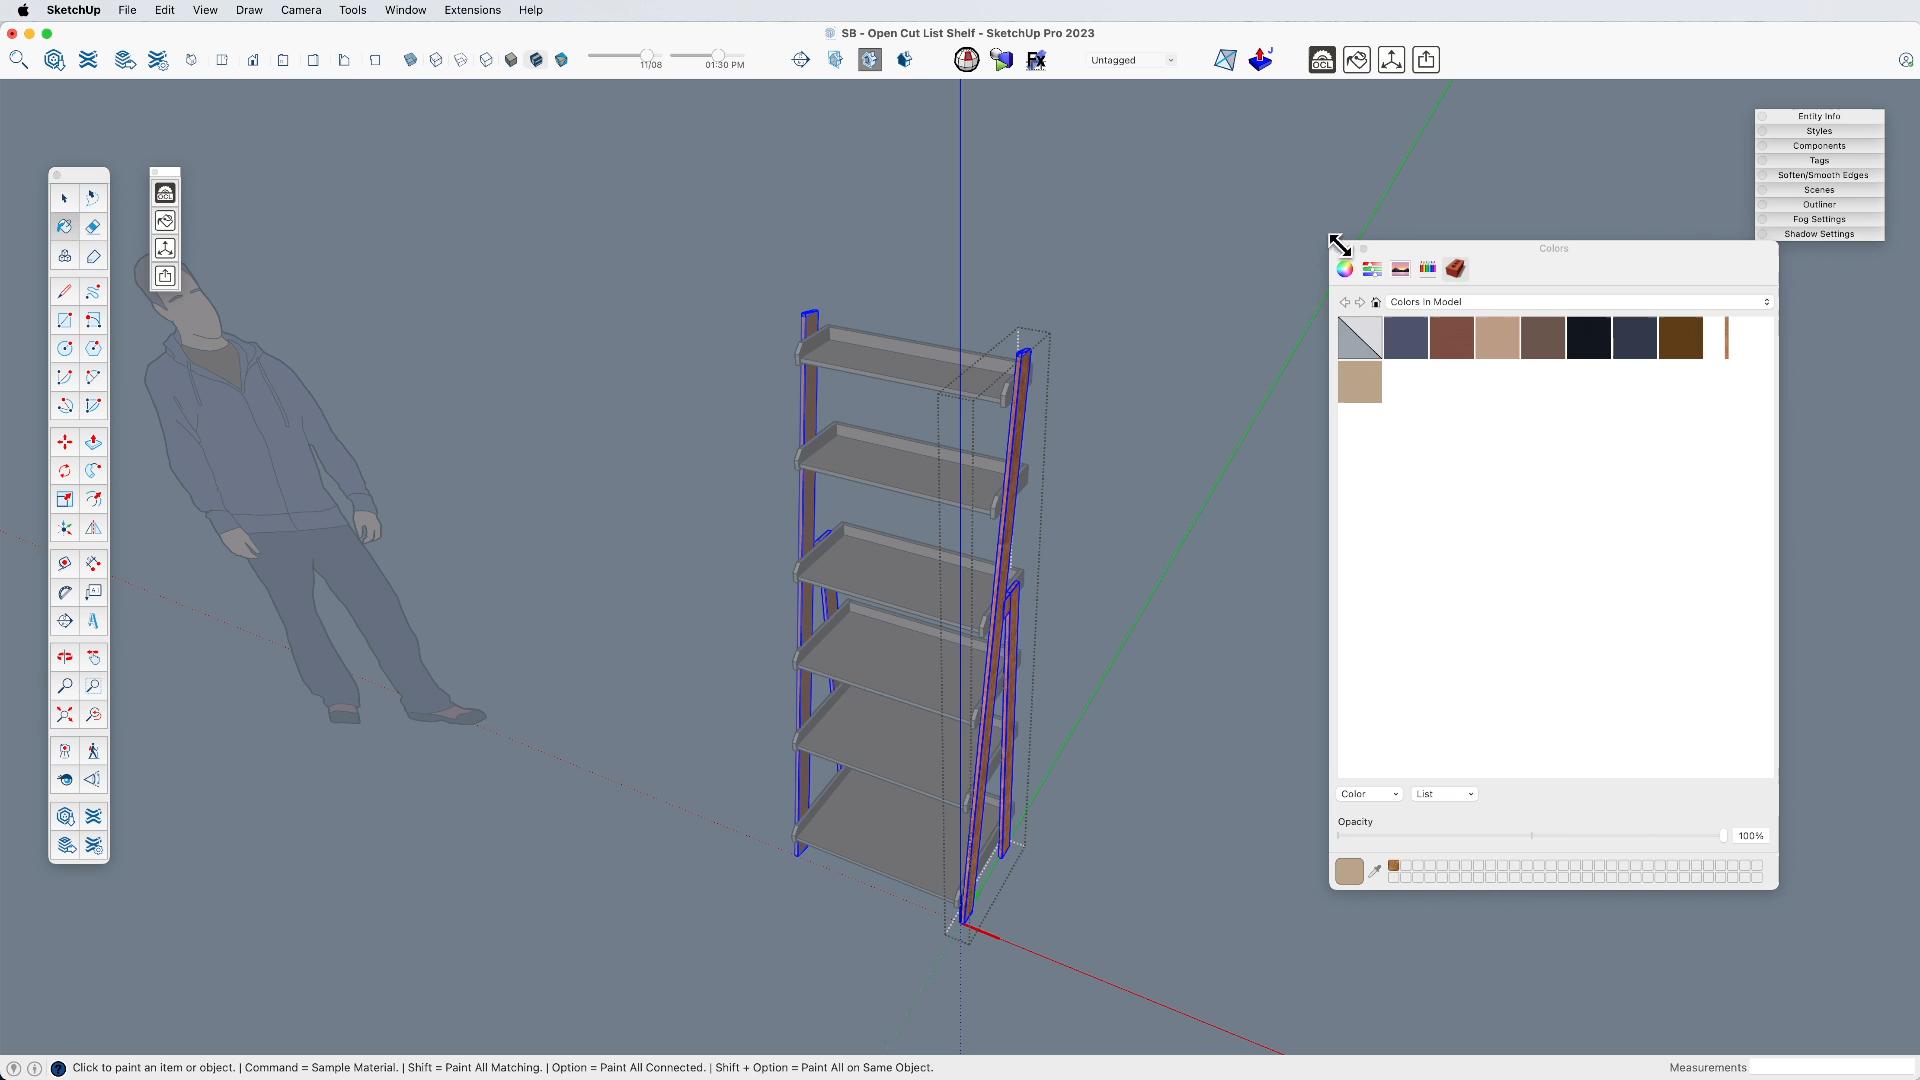 SketchUp File Edit View Draw Camera Tools Window Extensions Help
SB - Open Cut List Shelf - SketchUp Pro 2023
11/08 01:30 PM FX Untagged J OCL
Entity Info
Styles
Components
Tags
Soften/Smooth Edges
Scenes
Outliner
Fog Settings
Shadow Settings
OCL
Colors
Colors In Model
Color List
Opacity
100%
Click to paint an item or object. | Command = Sample Material. | Shift = Paint All Matching. | Option = Paint All Connected. | Shift + Option = Paint All on Same Object.
Measurements